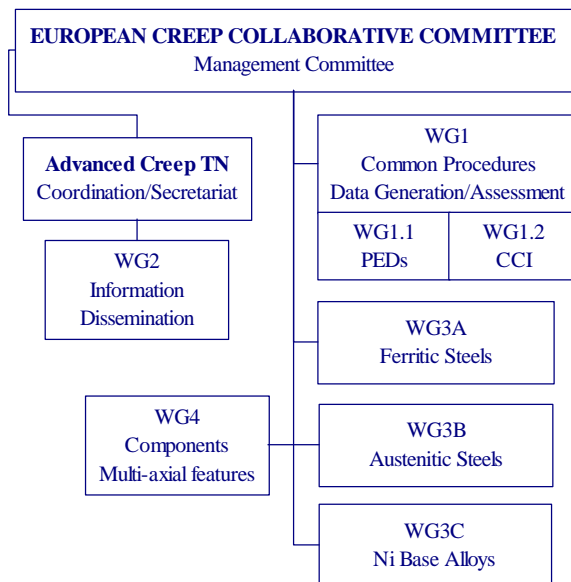 EUROPEAN CREEP COLLABORATIVE COMMITTEE
Management Committee
Advanced Creep TN
Coordination/Secretariat
WG2
Information
Dissemination
WG1
Common Procedures
Data Generation/Assessment
WG1.1
PEDs
WG1.2
CCI
WG3A
Ferritic Steels
WG4
Components
Multi-axial features
WG3B
Austenitic Steels
WG3C
Ni Base Alloys